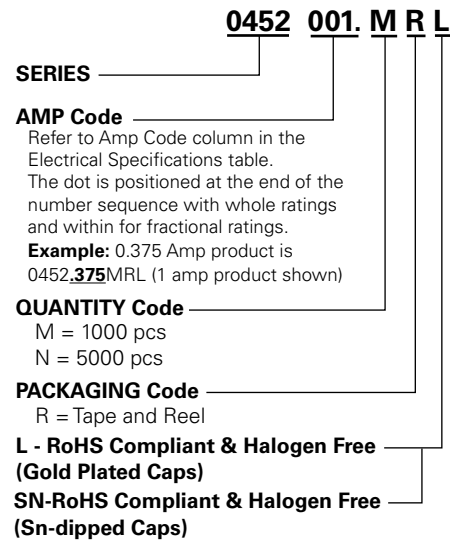 0452 001. M R L
SERIES
AMP Code
Refer to Amp Code column in the
Electrical Specifications table.
The dot is positioned at the end of the
number sequence with whole ratings
and within for fractional ratings.
Example: 0.375 Amp product is
0452.375MRL (1 amp product shown)
QUANTITY Code
M = 1000 pcs
N = 5000 pcs
PACKAGING Code
R = Tape and Reel
L - RoHS Compliant & Halogen Free
(Gold Plated Caps)
SN-RoHS Compliant & Halogen Free
(Sn-dipped Caps)